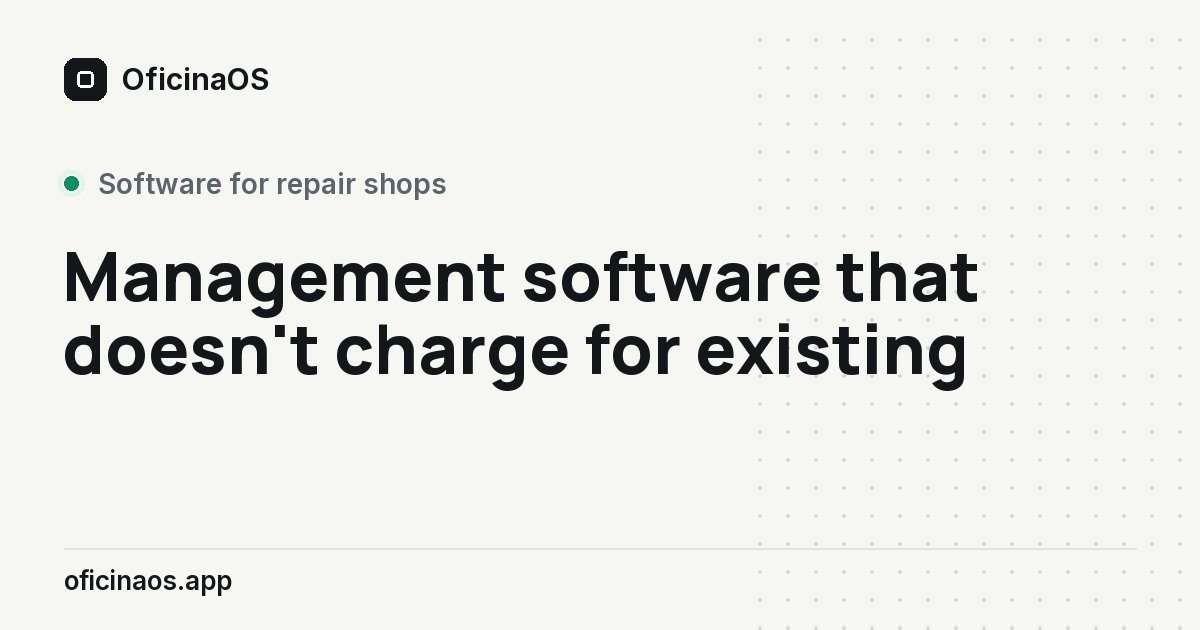 OficinaOS
Software for repair shops
Management software that
doesn't charge for existing
oficinaos.app